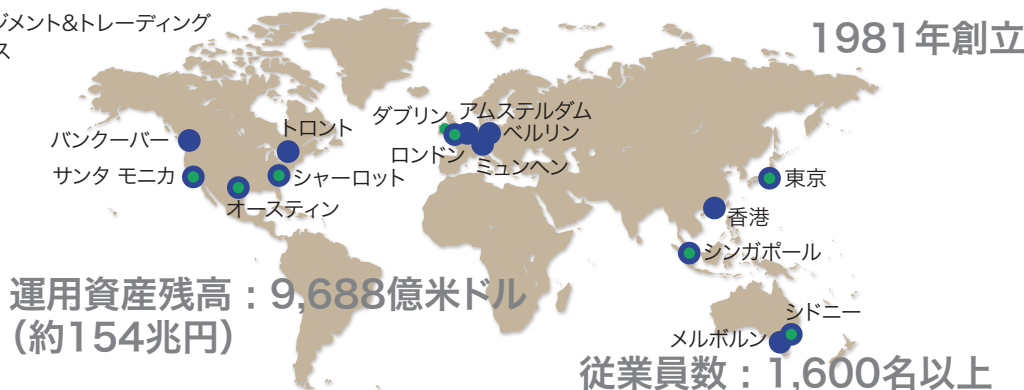 ジメント&トレーディング
ス
1981年創立
ダブリン
アムステルダム
ベルリン
ロンドン
ミュンヘン
バンクーバー
トロント
サンタ モニカ
シャーロット
オースティン
東京
香港
シンガポール
運用資産残高：9,688億米ドル
（約154兆円）
シドニー
メルボルン
従業員数：1,600名以上